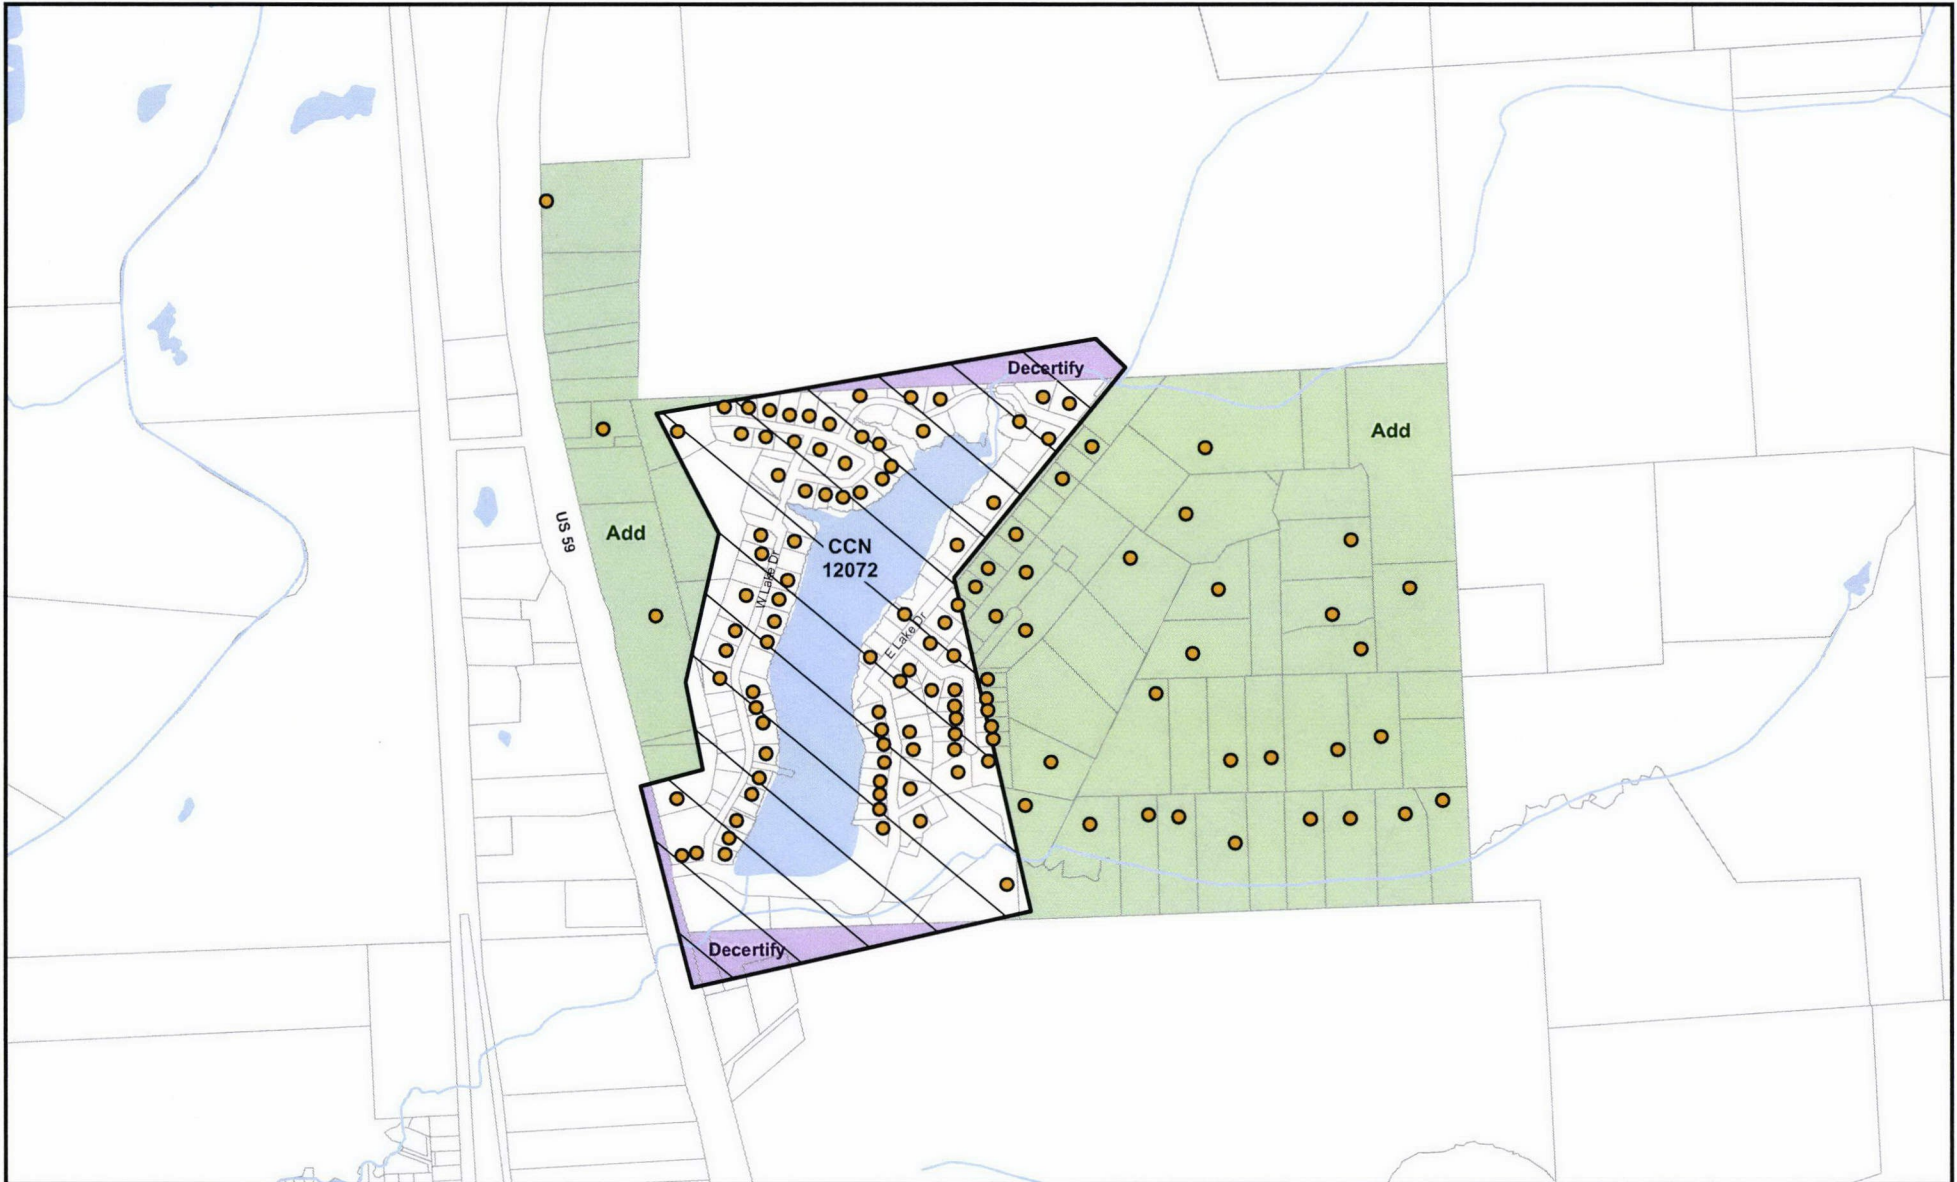 Decertify
Add
US 59
Add
CCN
12072
W Lake Dr
E Lake Dr
Decertify